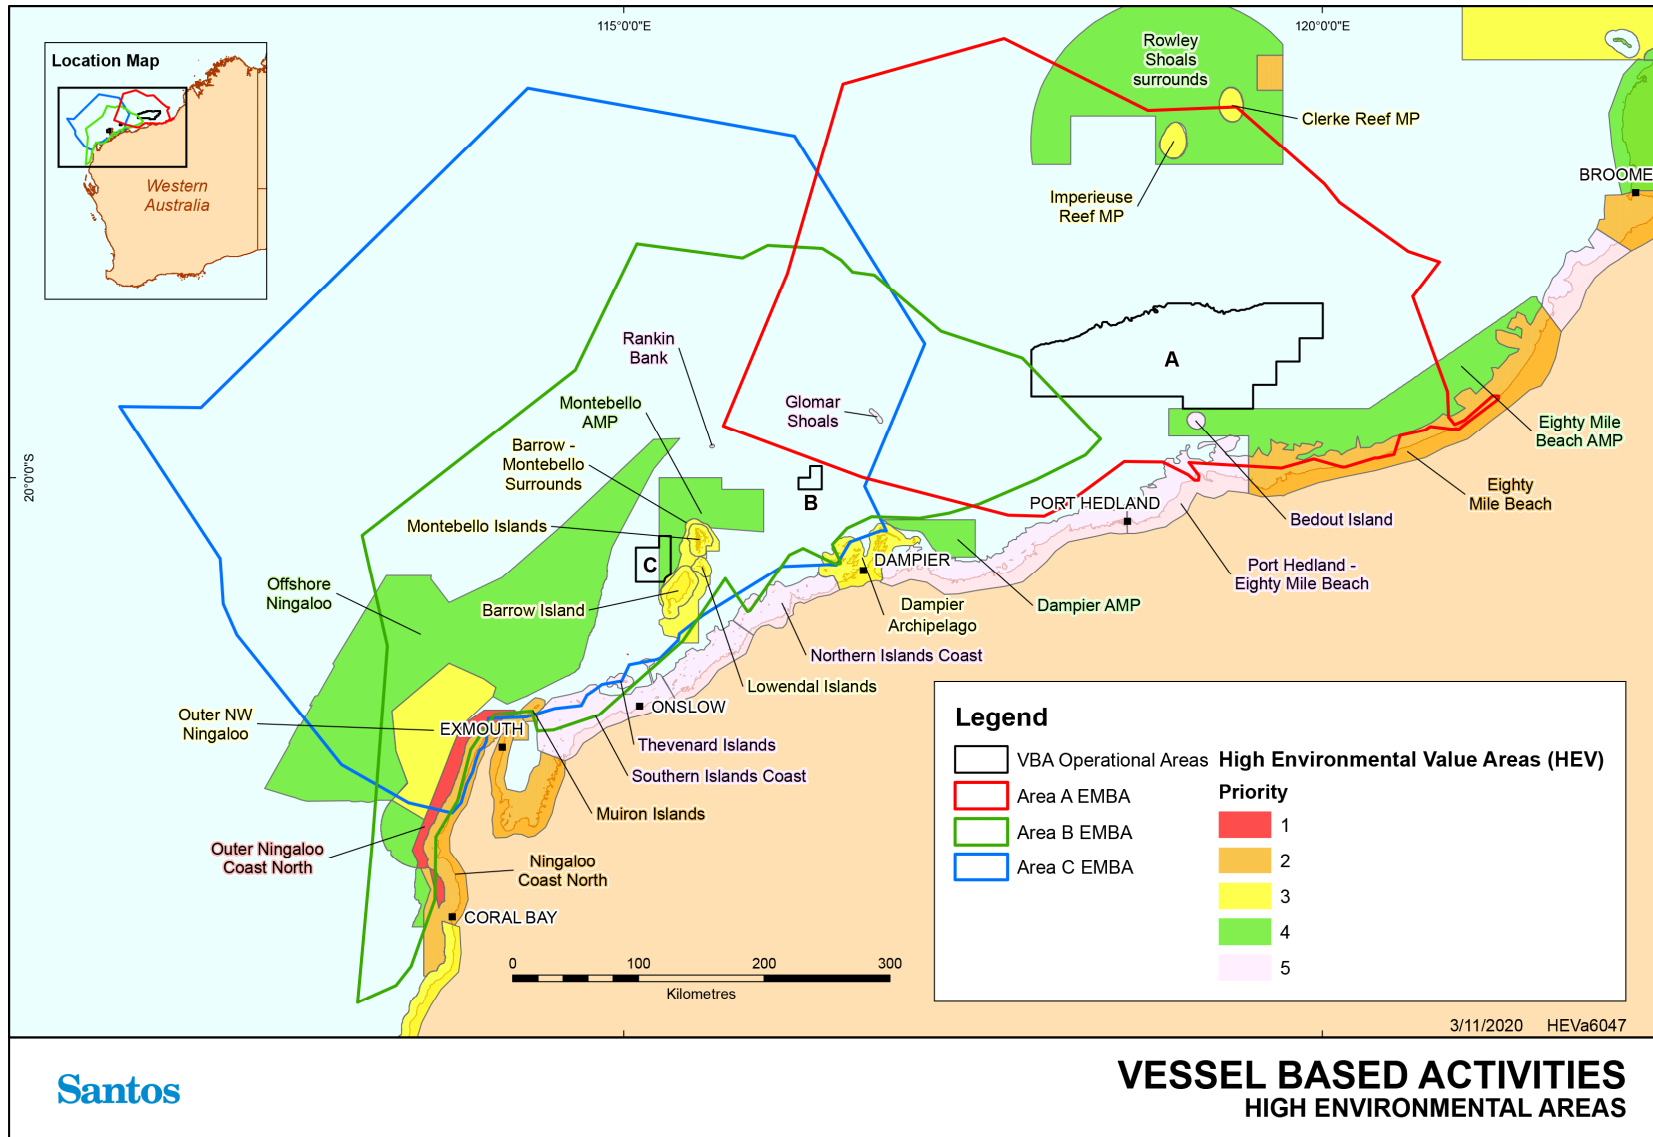 115°0'0"E
120°0'0"E
Location Map
Western
Australia
Rowley
Shoals
surrounds
Clerke Reef MP
Imperieuse
Reef MP
BROOME
Rankin
Bank
A
Montebello
AMP
Glomar
Shoals
Barrow -
Montebello
Surrounds
Eighty Mile
Beach AMP
20°0'0"S
B
Eighty
Mile Beach
PORT HEDLAND
Bedout Island
Montebello Islands
C
DAMPIER
Port Hedland -
Eighty Mile Beach
Offshore
Ningaloo
Barrow Island
Dampier
Archipelago
Dampier AMP
Northern Islands Coast
Lowendal Islands
Outer NW
Ningaloo
EXMOUTH
ONSLOW
Thevenard Islands
Southern Islands Coast
Muiron Islands
Outer Ningaloo
Coast North
Ningaloo
Coast North
CORAL BAY
0 100 200 300
Kilometres
Legend
VBA Operational Areas
Area A EMBA
Area B EMBA
Area C EMBA
High Environmental Value Areas (HEV)
Priority
1
2
3
4
5
3/11/2020 HEVa6047
Santos
VESSEL BASED ACTIVITIES
HIGH ENVIRONMENTAL AREAS